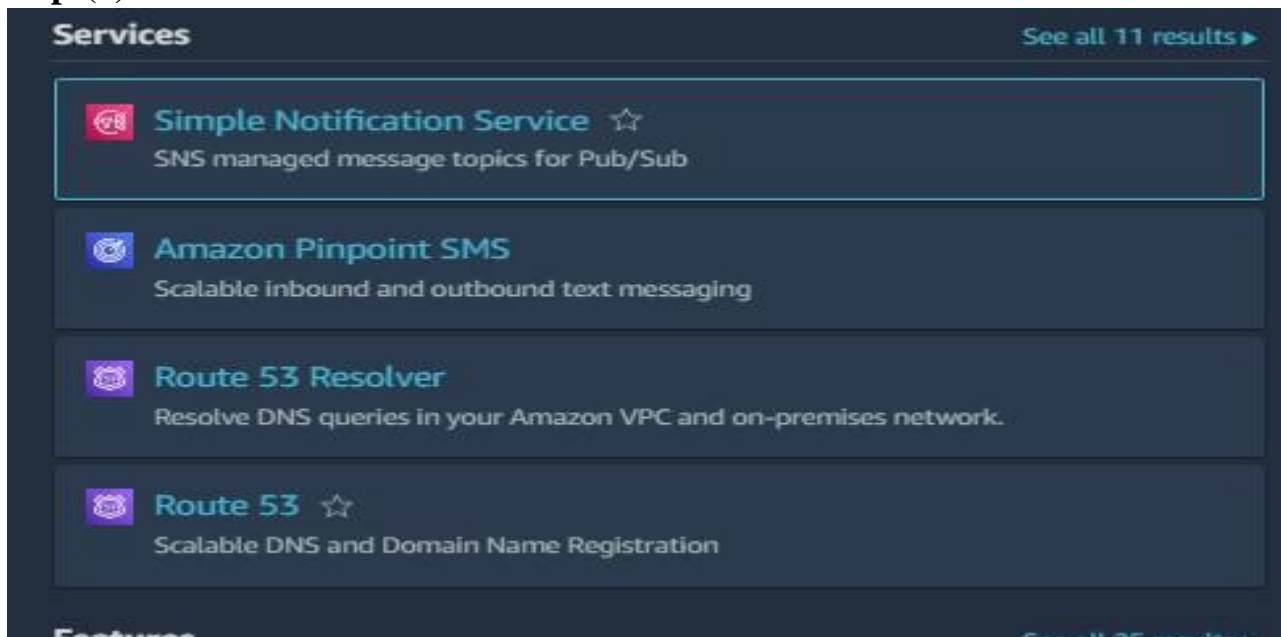 Services
See all 11 results ▸
Simple Notification Service ☆
SNS managed message topics for Pub/Sub
Amazon Pinpoint SMS
Scalable inbound and outbound text messaging
Route 53 Resolver
Resolve DNS queries in your Amazon VPC and on-premises network.
Route 53 ☆
Scalable DNS and Domain Name Registration
Features